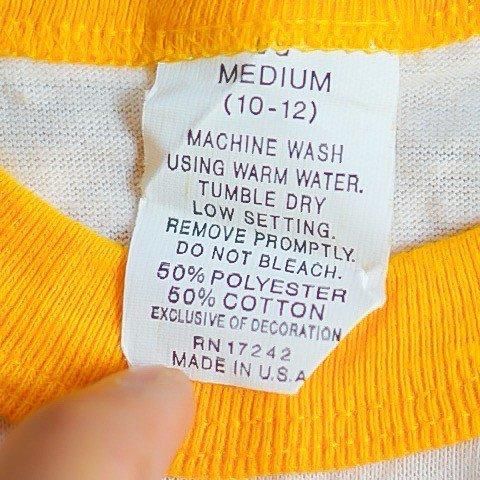 MEDIUM
(10-12)
MACHINE WASH
USING WARM WATER.
TUMBLE DRY
LOW SETTING.
REMOVE PROMPTLY.
DO NOT BLEACH.
50% POLYESTER
50% COTTON
EXCLUSIVE OF DECORATION
RN 17242
MADE IN U.S.A